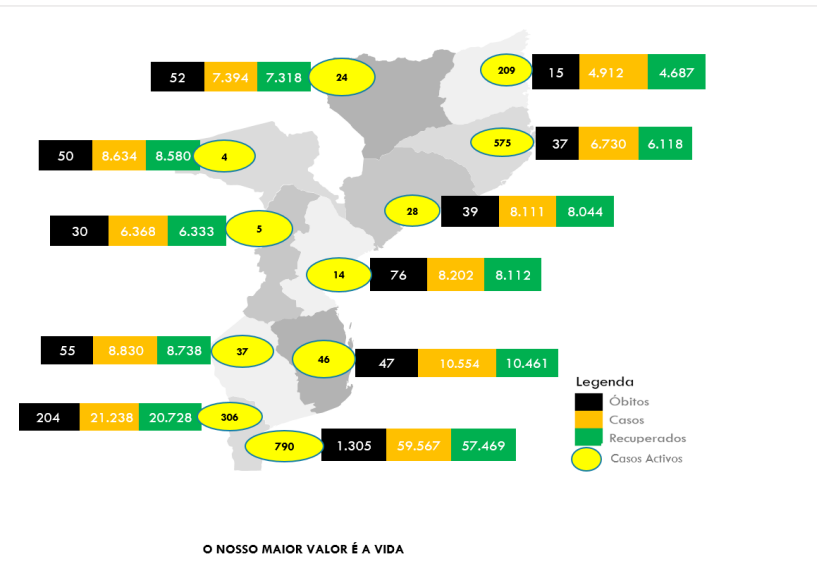 52 7.394 7.318 24
209 15 4.912 4.687
575 37 6.730 6.118
50 8.634 8.580 4
28 39 8.111 8.044
30 6.368 6.333 5
14 76 8.202 8.112
55 8.830 8.738 37
46 47 10.554 10.461
204 21.238 20.728 306
790 1.305 59.567 57.469
Legenda
Óbitos
Casos
Recuperados
Casos Activos
O NOSSO MAIOR VALOR É A VIDA